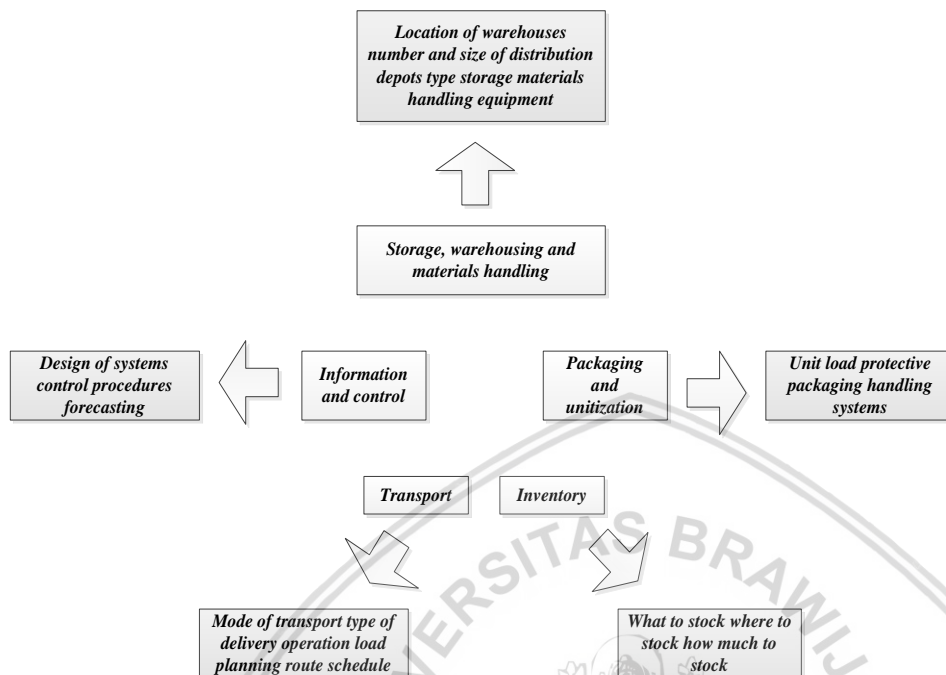 Location of warehouses
number and size of distribution
depots type storage materials
handling equipment
Storage, warehousing and
materials handling
Design of systems
control procedures
forecasting
Information
and control
Packaging
and
unitization
Unit load protective
packaging handling
systems
Transport
Inventory
Mode of transport type of
delivery operation load
planning route schedule
What to stock where to
stock how much to
stock
VERSITAS BRAWIJ